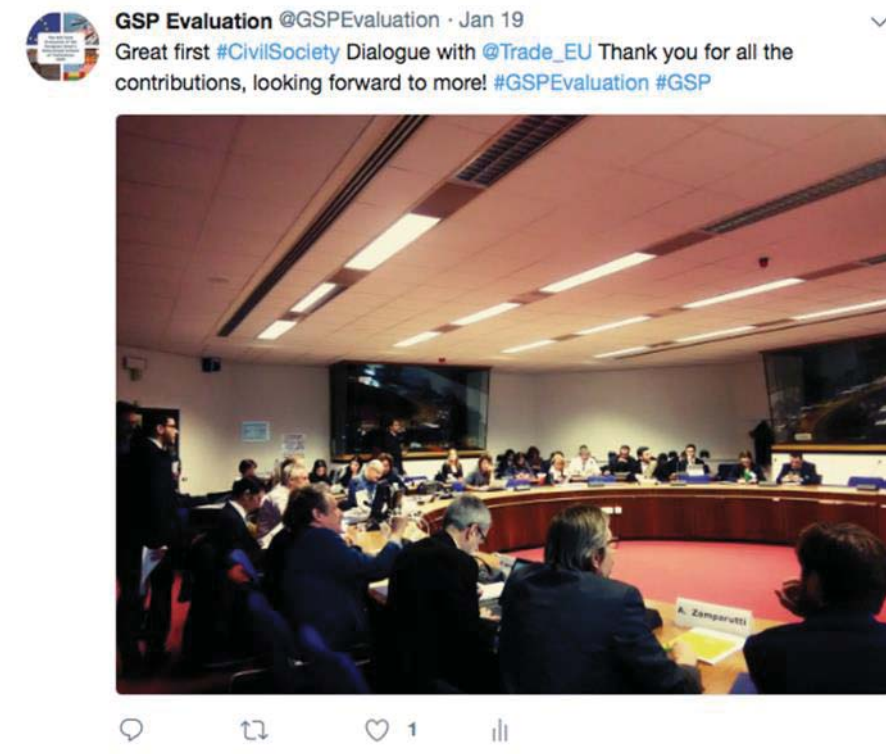 GSP Evaluation @GSPEvaluation · Jan 19
Great first #CivilSociety Dialogue with @Trade_EU Thank you for all the
contributions, looking forward to more! #GSPEvaluation #GSP
A. Zamparutti
1